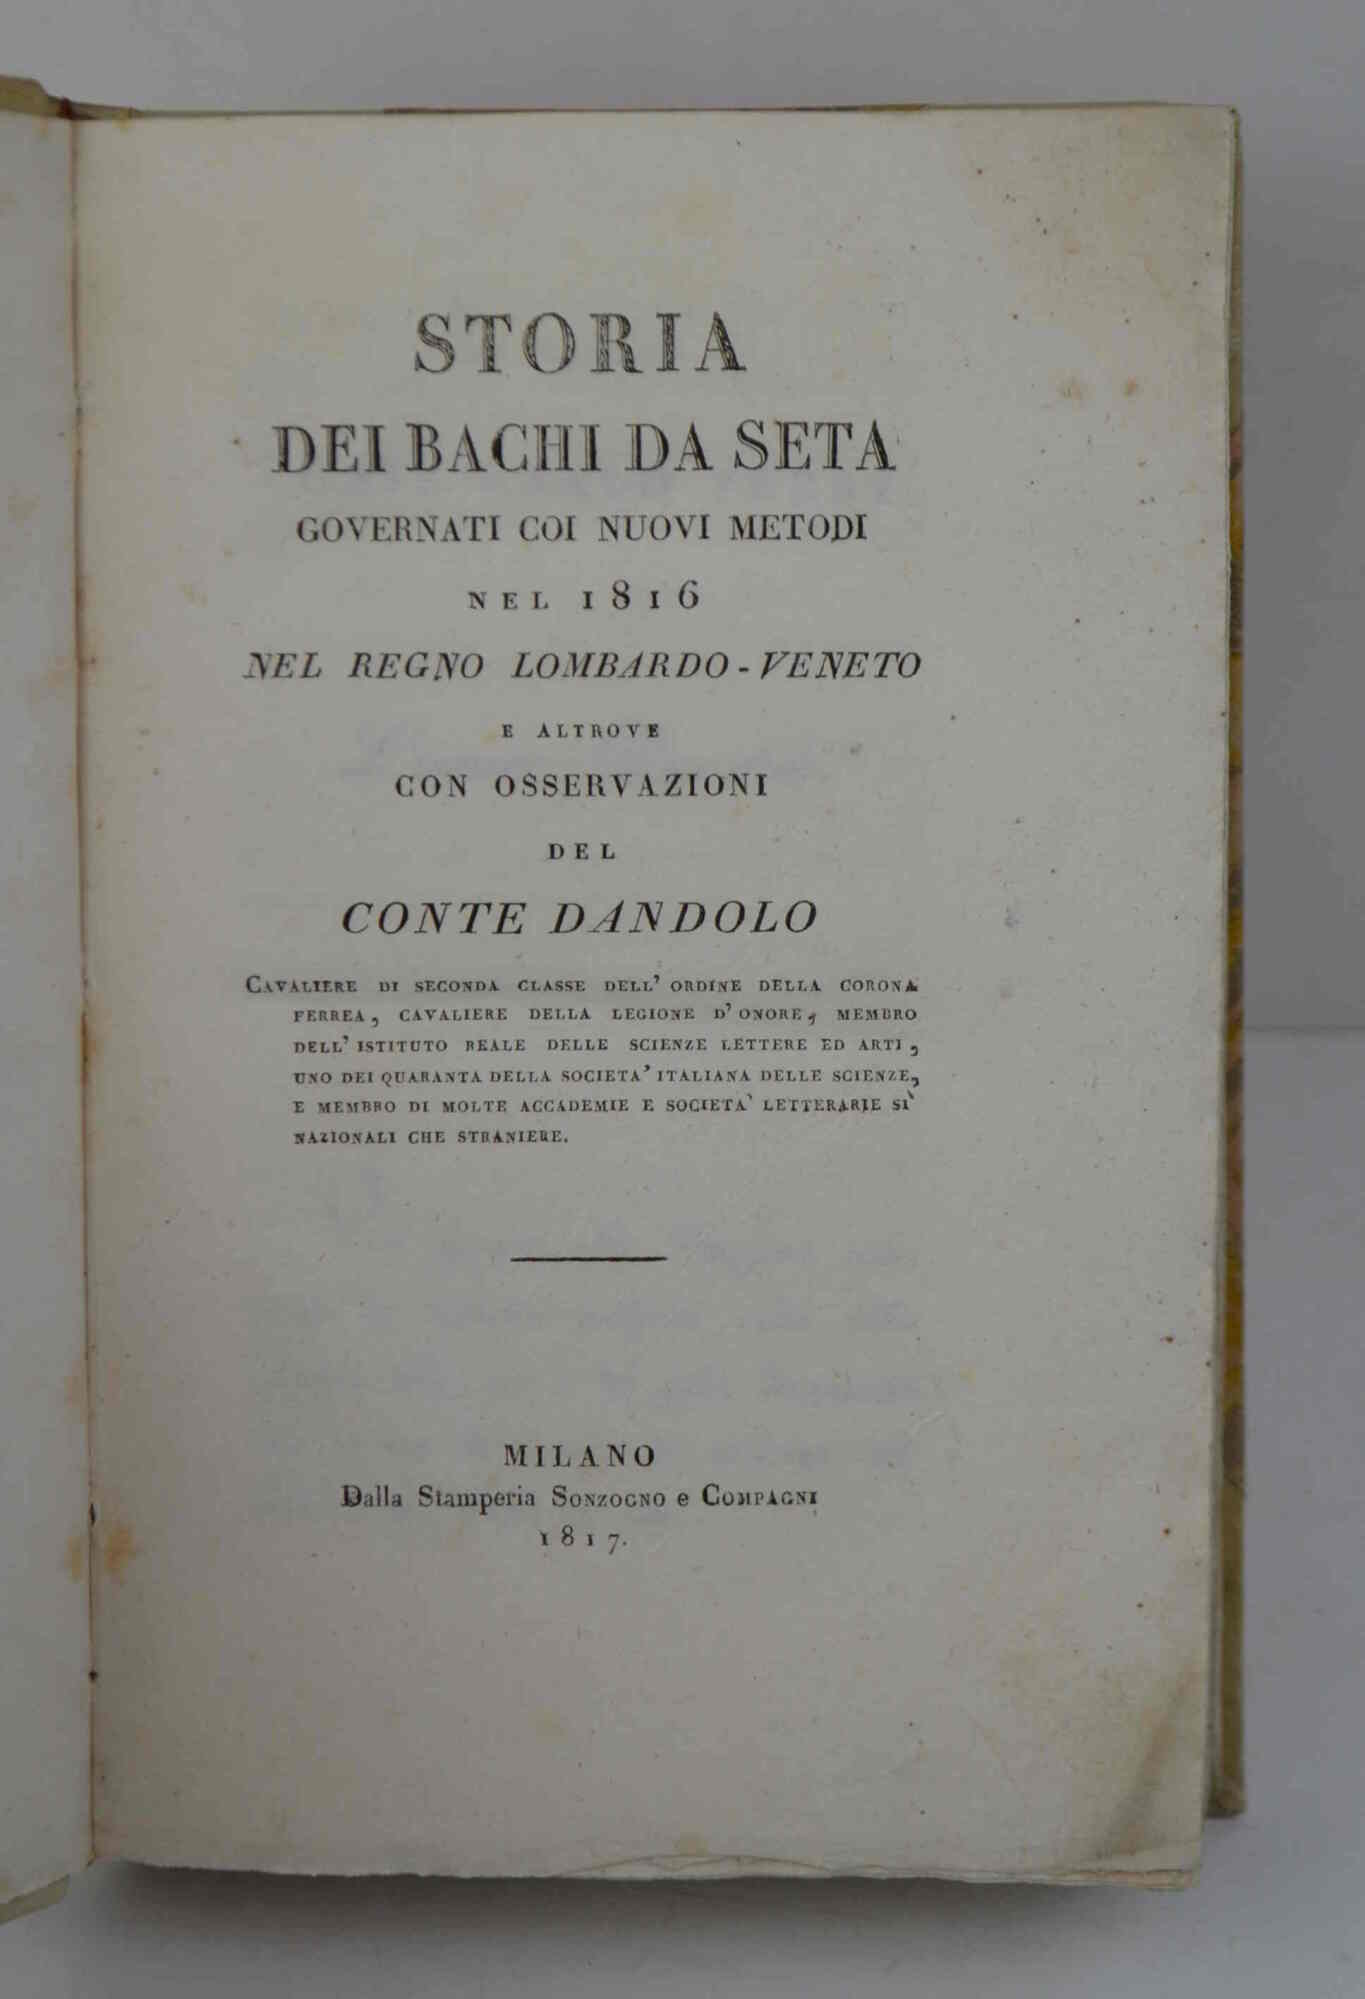 STORIA
DEI BACHI DA SETA
GOVERNATI COI NUOVI METODI
NEL 1816
NEL REGNO LOMBARDO-VENETO
E ALTROVE
CON OSSERVAZIONI
DEL
CONTE DANDOLO
CAVALIERE DI SECONDA CLASSE DELL' ORDINE DELLA CORONA
FERREA, CAVALIERE DELLA LEGIONE D' ONORE, MEMBRO
DELL' ISTITUTO REALE DELLE SCIENZE LETTERE ED ARTI,
UNO DEI QUARANTA DELLA SOCIETA' ITALIANA DELLE SCIENZE,
E MEMBRO DI MOLTE ACCADEMIE E SOCIETA' LETTERARIE SI'
NAZIONALI CHE STRANIERE.
MILANO
Dalla Stamperia SONZOGNO e COMPAGNI
1817.